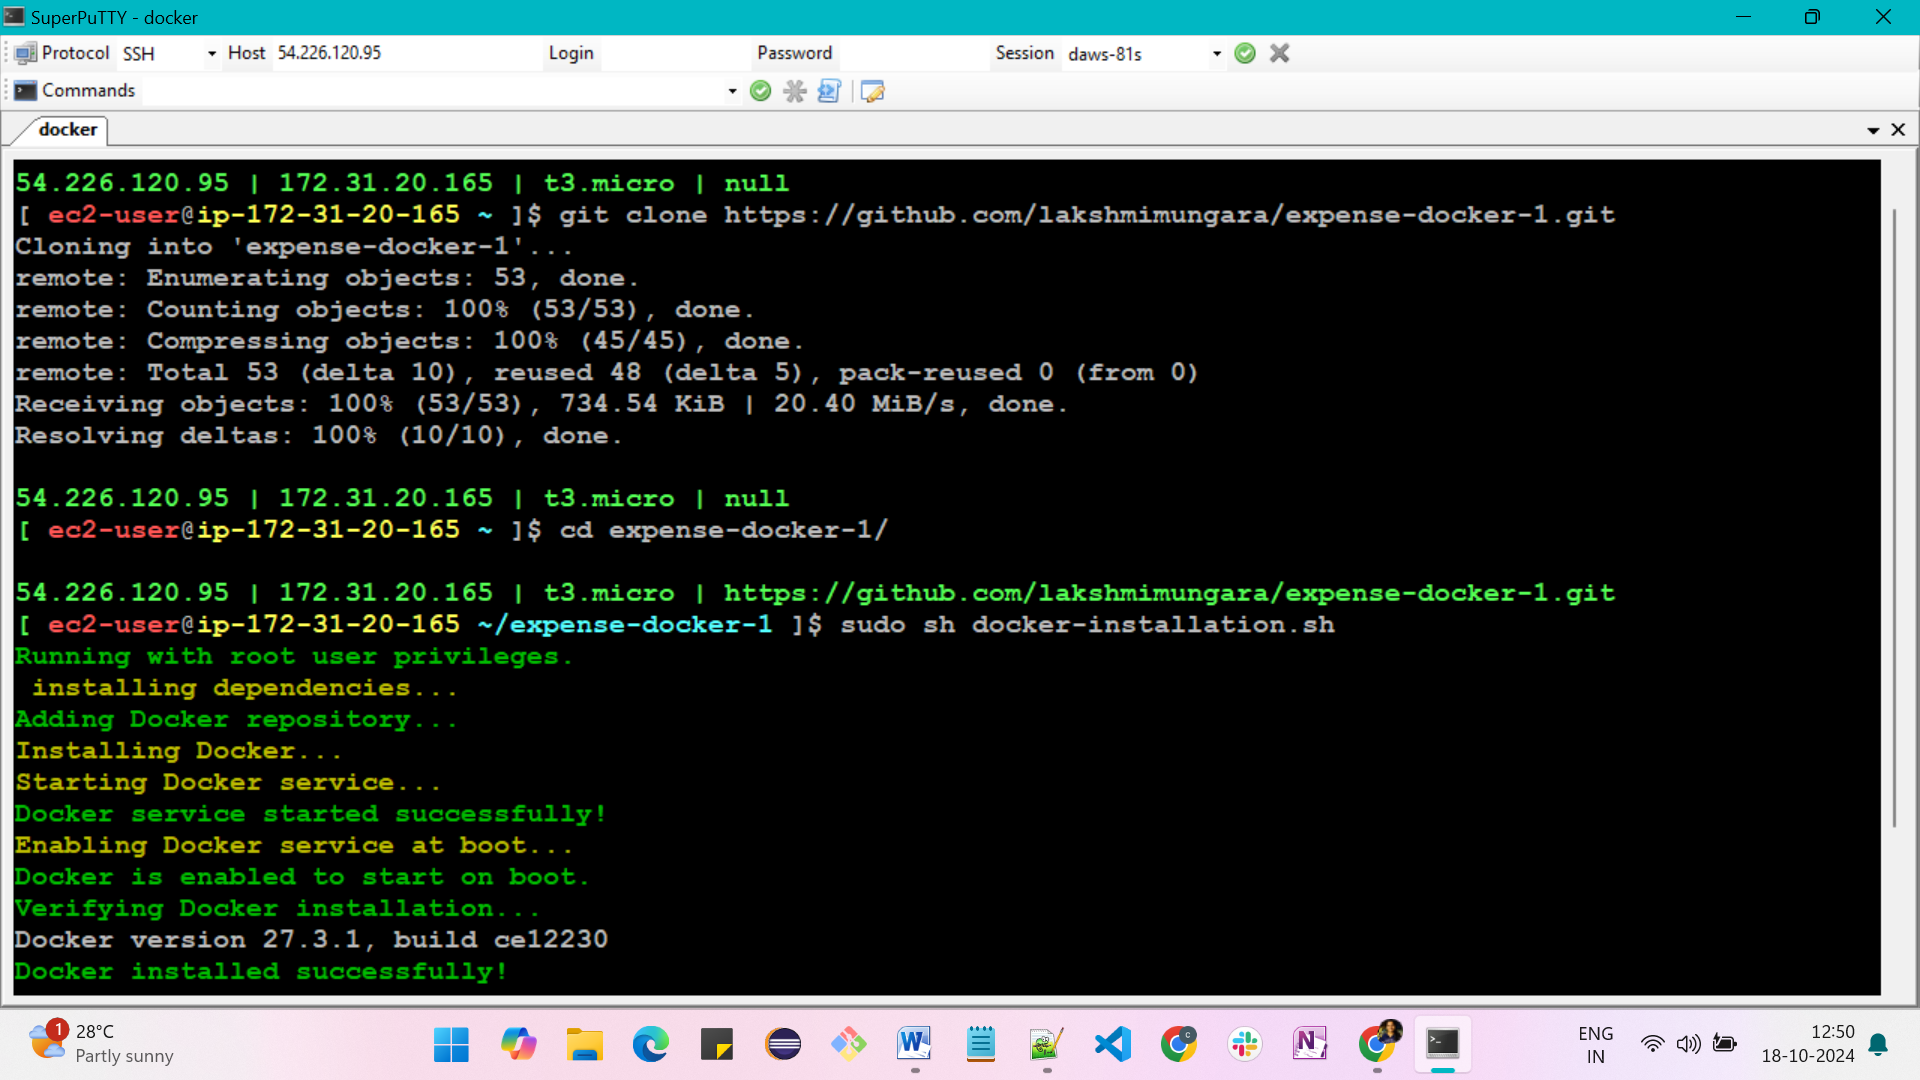 SuperPuTTY - docker
Protocol SSH Host 54.226.120.95 Login Password Session daws-81s
Commands
docker
54.226.120.95 | 172.31.20.165 | t3.micro | null
[ ec2-user@ip-172-31-20-165 ~ ]$ git clone https://github.com/lakshmimungara/expense-docker-1.git
Cloning into 'expense-docker-1'...
remote: Enumerating objects: 53, done.
remote: Counting objects: 100% (53/53), done.
remote: Compressing objects: 100% (45/45), done.
remote: Total 53 (delta 10), reused 48 (delta 5), pack-reused 0 (from 0)
Receiving objects: 100% (53/53), 734.54 KiB | 20.40 MiB/s, done.
Resolving deltas: 100% (10/10), done.
54.226.120.95 | 172.31.20.165 | t3.micro | null
[ ec2-user@ip-172-31-20-165 ~ ]$ cd expense-docker-1/
54.226.120.95 | 172.31.20.165 | t3.micro | https://github.com/lakshmimungara/expense-docker-1.git
[ ec2-user@ip-172-31-20-165 ~/expense-docker-1 ]$ sudo sh docker-installation.sh
Running with root user privileges.
installing dependencies...
Adding Docker repository...
Installing Docker...
Starting Docker service...
Docker service started successfully!
Enabling Docker service at boot...
Docker is enabled to start on boot.
Verifying Docker installation...
Docker version 27.3.1, build ce12230
Docker installed successfully!
1 28°C
Partly sunny
ENG
IN
12:50
18-10-2024